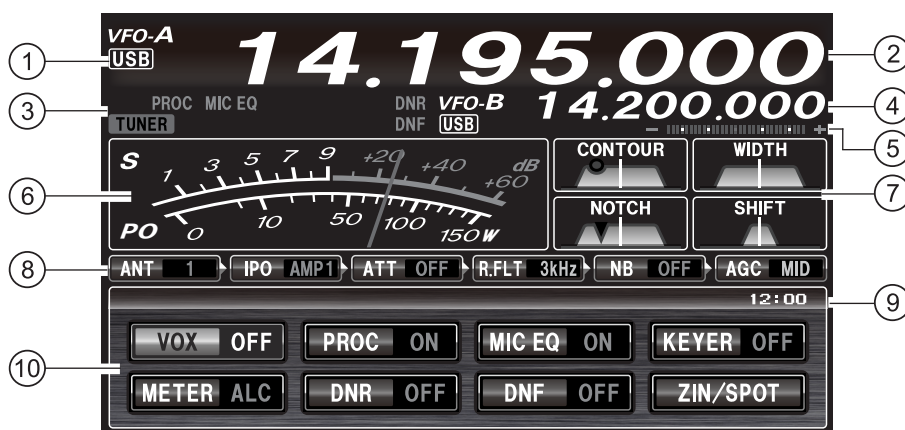 VFO-A
① USB 14.195.000 ②
③ PROC MIC EQ DNR VFO-B 14.200.000 ④
TUNER DNF USB − + ⑤
CONTOUR WIDTH
⑥ S 1 3 5 7 9 +20 +40 +60 dB
⑦
NOTCH SHIFT
PO 0 10 50 100 150 W
⑧ ANT 1 IPO AMP1 ATT OFF R.FLT 3kHz NB OFF AGC MID
12:00 ⑨
⑩ VOX OFF PROC ON MIC EQ ON KEYER OFF
METER ALC DNR OFF DNF OFF ZIN/SPOT